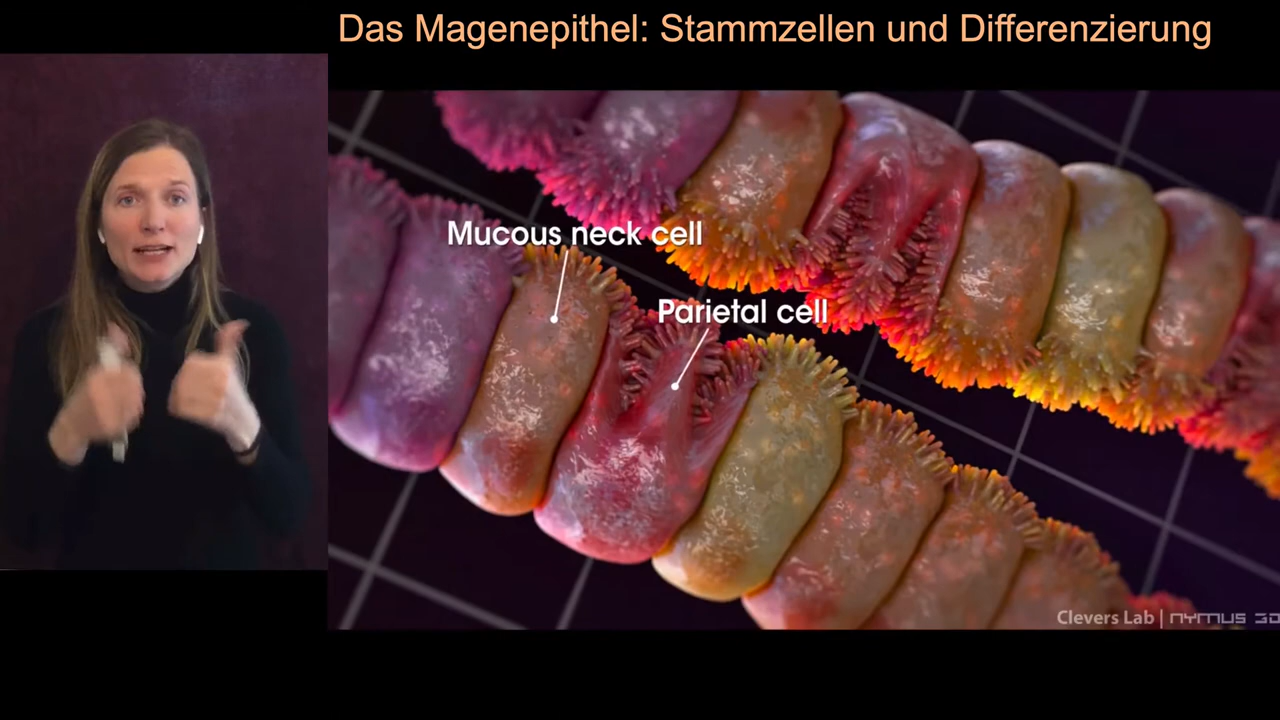 Das Magenepithel: Stammzellen und Differenzierung
Mucous neck cell
Parietal cell
Clevers Lab | NYMUS 3D